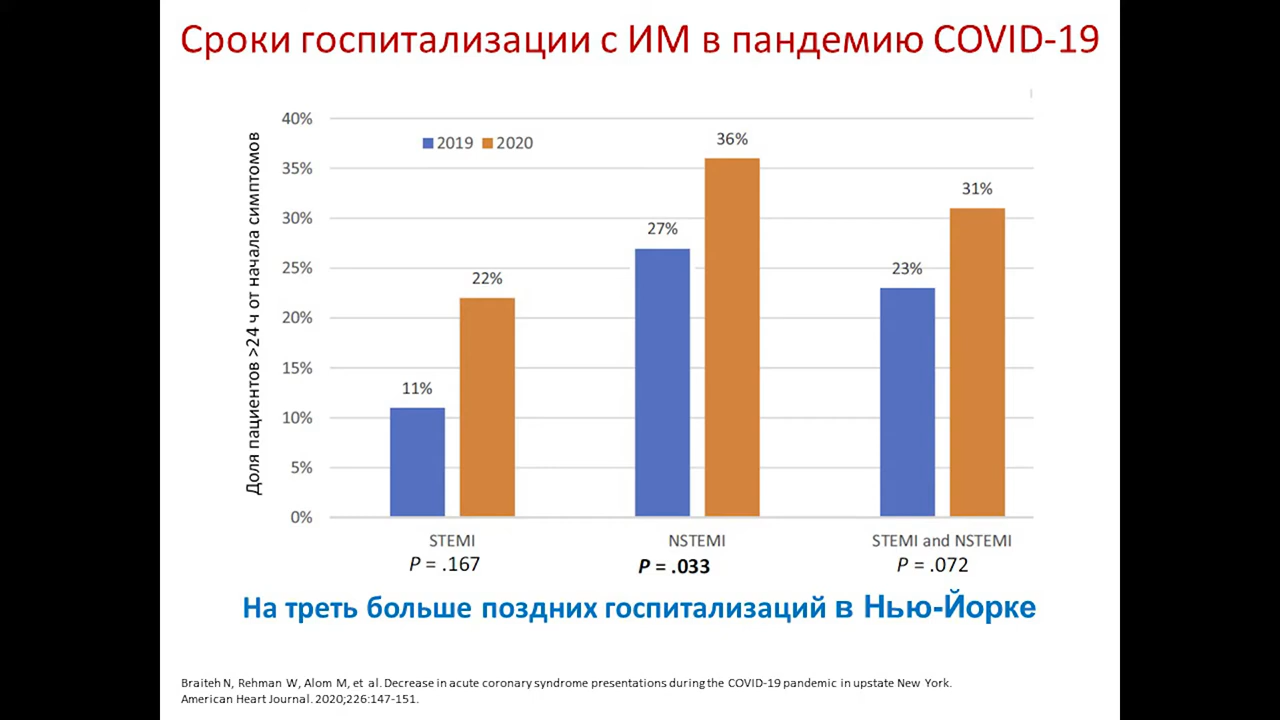 Сроки госпитализации с ИМ в пандемию COVID-19
Доля пациентов >24 ч от начала симптомов
40%
35%
30%
25%
20%
15%
10%
5%
0%
2019 2020
11%
22%
27%
36%
23%
31%
STEMI
NSTEMI
STEMI and NSTEMI
P = .167
P = .033
P = .072
На треть больше поздних госпитализаций в Нью-Йорке
Braiteh N, Rehman W, Alom M, et al. Decrease in acute coronary syndrome presentations during the COVID-19 pandemic in upstate New York.
American Heart Journal. 2020;226:147-151.